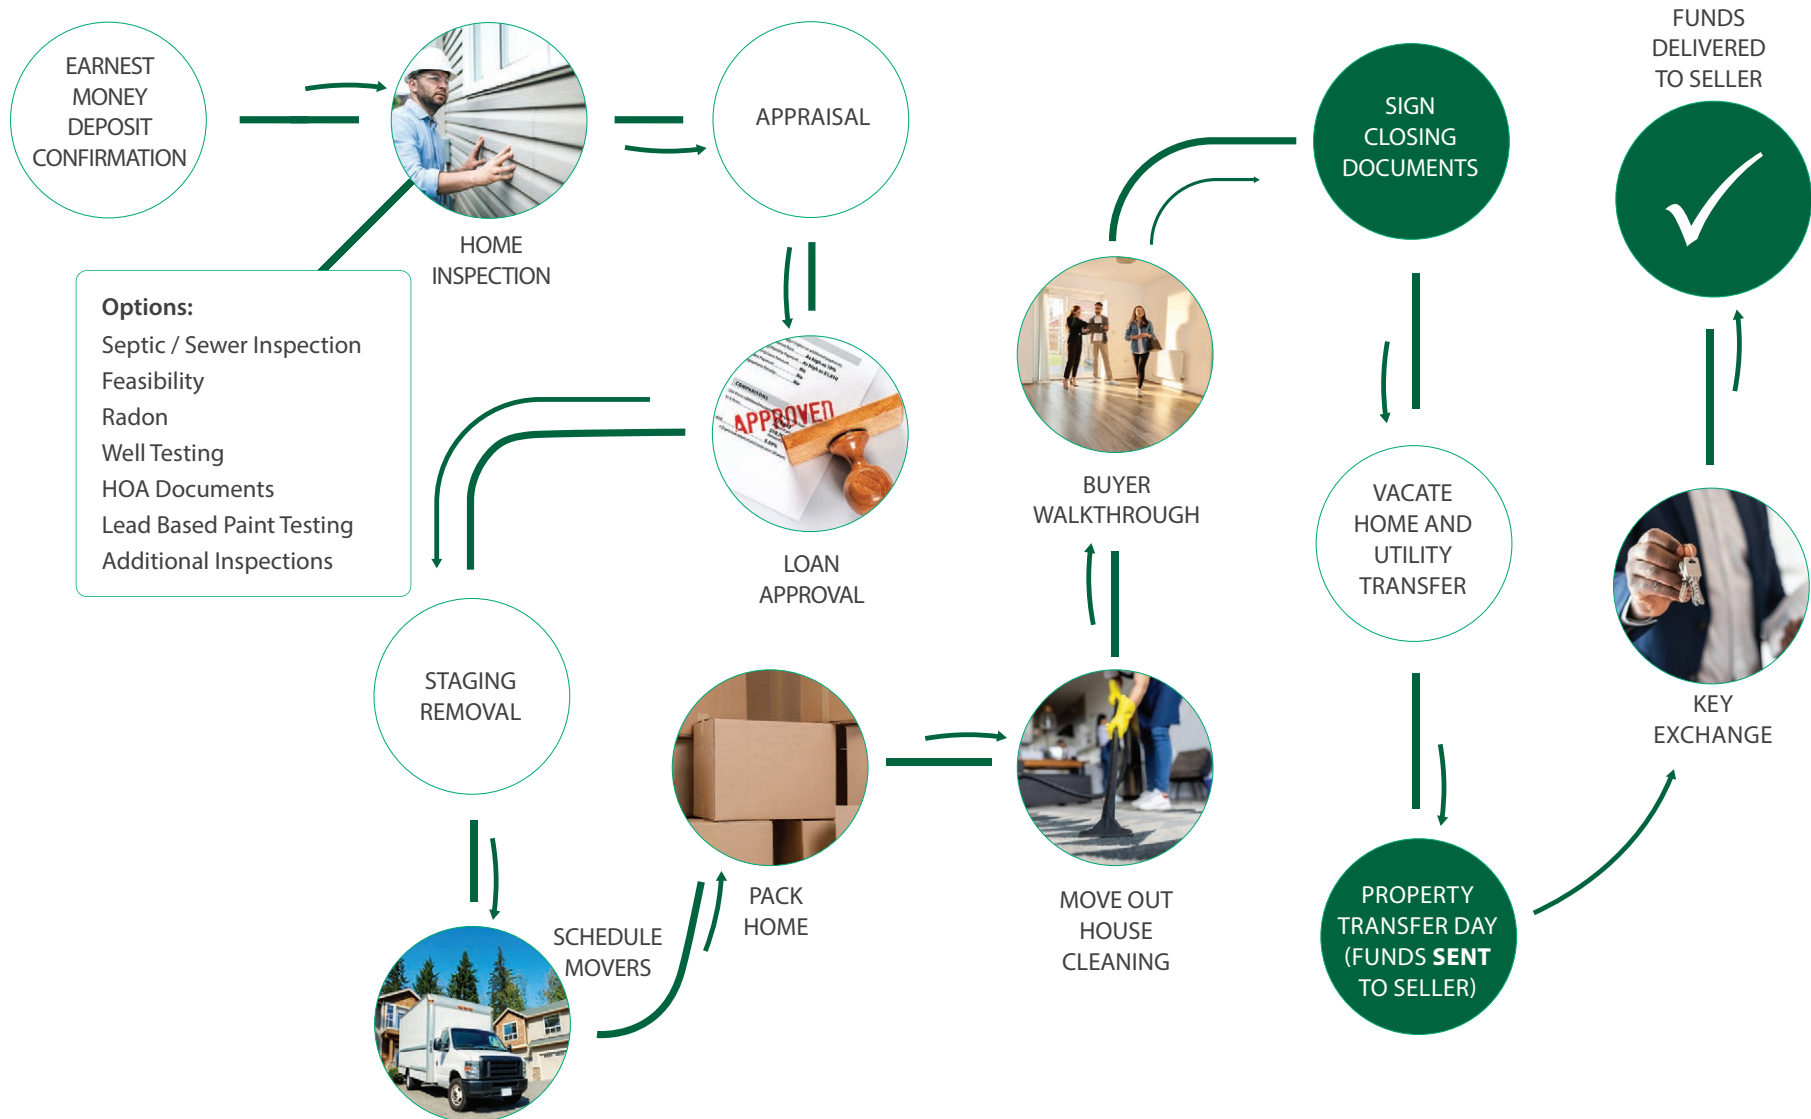 EARNEST
MONEY
DEPOSIT
CONFIRMATION
HOME
INSPECTION
Options:
Septic / Sewer Inspection
Feasibility
Radon
Well Testing
HOA Documents
Lead Based Paint Testing
Additional Inspections
APPRAISAL
COMPARISONS
APPROVED
LOAN
APPROVAL
STAGING
REMOVAL
SCHEDULE
MOVERS
PACK
HOME
MOVE OUT
HOUSE
CLEANING
BUYER
WALKTHROUGH
SIGN
CLOSING
DOCUMENTS
VACATE
HOME AND
UTILITY
TRANSFER
PROPERTY
TRANSFER DAY
(FUNDS SENT
TO SELLER)
KEY
EXCHANGE
FUNDS
DELIVERED
TO SELLER